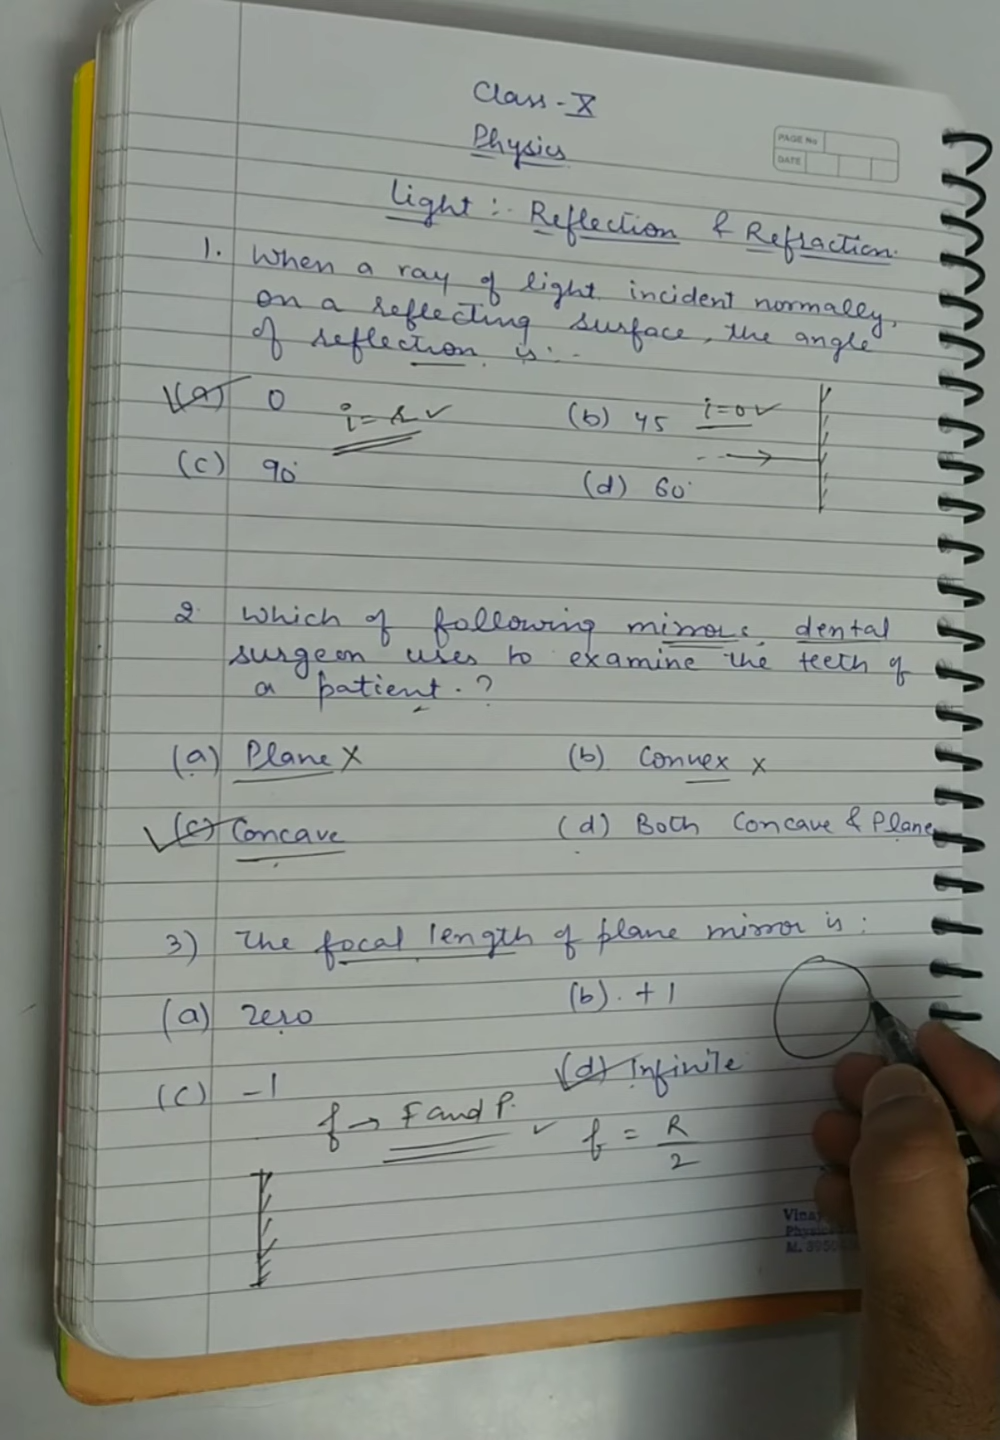 Class - X
Physics
PAGE No
DATE
Light :- Reflection & Refraction.
1. When a ray of light incident normally,
on a reflecting surface, the angle
of reflection is :-
(a) 0 i = r ✓ (b) 45 i = 0 ✓
(c) 90° (d) 60°
2. Which of following mirrors, dental
surgeon uses to examine the teeth of
a patient.?
(a) Plane X (b) Convex x
(c) Concave (d) Both Concave & Plane
3) The focal length of plane mirror is :
(a) zero (b). +1
(c) -1 (d) Infinite
f → F and P. ✓ f = R/2
Physics
M.